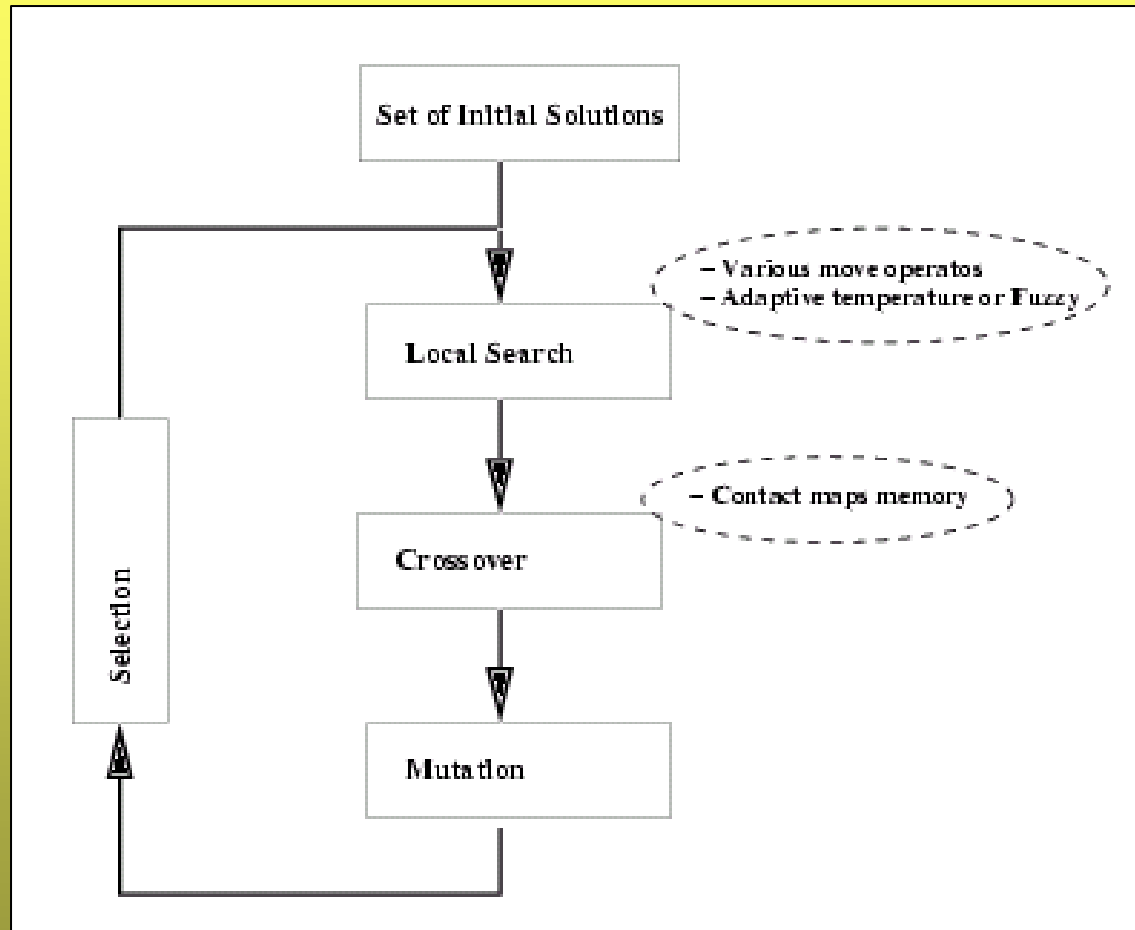 Set of Initial Solutions
– Various move operatos
– Adaptive temperature or Fuzzy
Local Search
– Contact maps memory
Crossover
Selection
Mutation